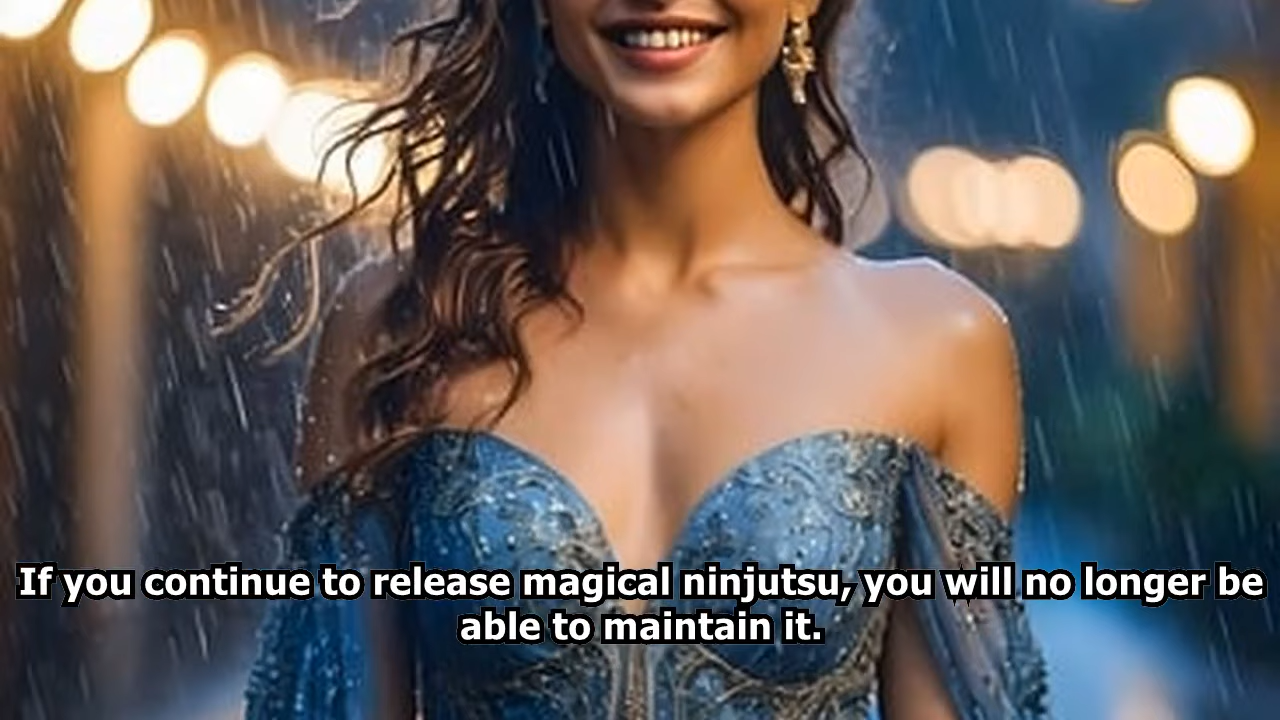 If you continue to release magical ninjutsu, you will no longer be
able to maintain it.